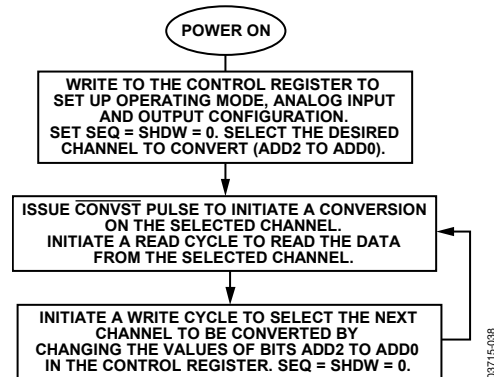 POWER ON
WRITE TO THE CONTROL REGISTER TO
SET UP OPERATING MODE, ANALOG INPUT
AND OUTPUT CONFIGURATION.
SET SEQ = SHDW = 0. SELECT THE DESIRED
CHANNEL TO CONVERT (ADD2 TO ADD0).
ISSUE CONVST PULSE TO INITIATE A CONVERSION
ON THE SELECTED CHANNEL.
INITIATE A READ CYCLE TO READ THE DATA
FROM THE SELECTED CHANNEL.
INITIATE A WRITE CYCLE TO SELECT THE NEXT
CHANNEL TO BE CONVERTED BY
CHANGING THE VALUES OF BITS ADD2 TO ADD0
IN THE CONTROL REGISTER. SEQ = SHDW = 0.
03715-038